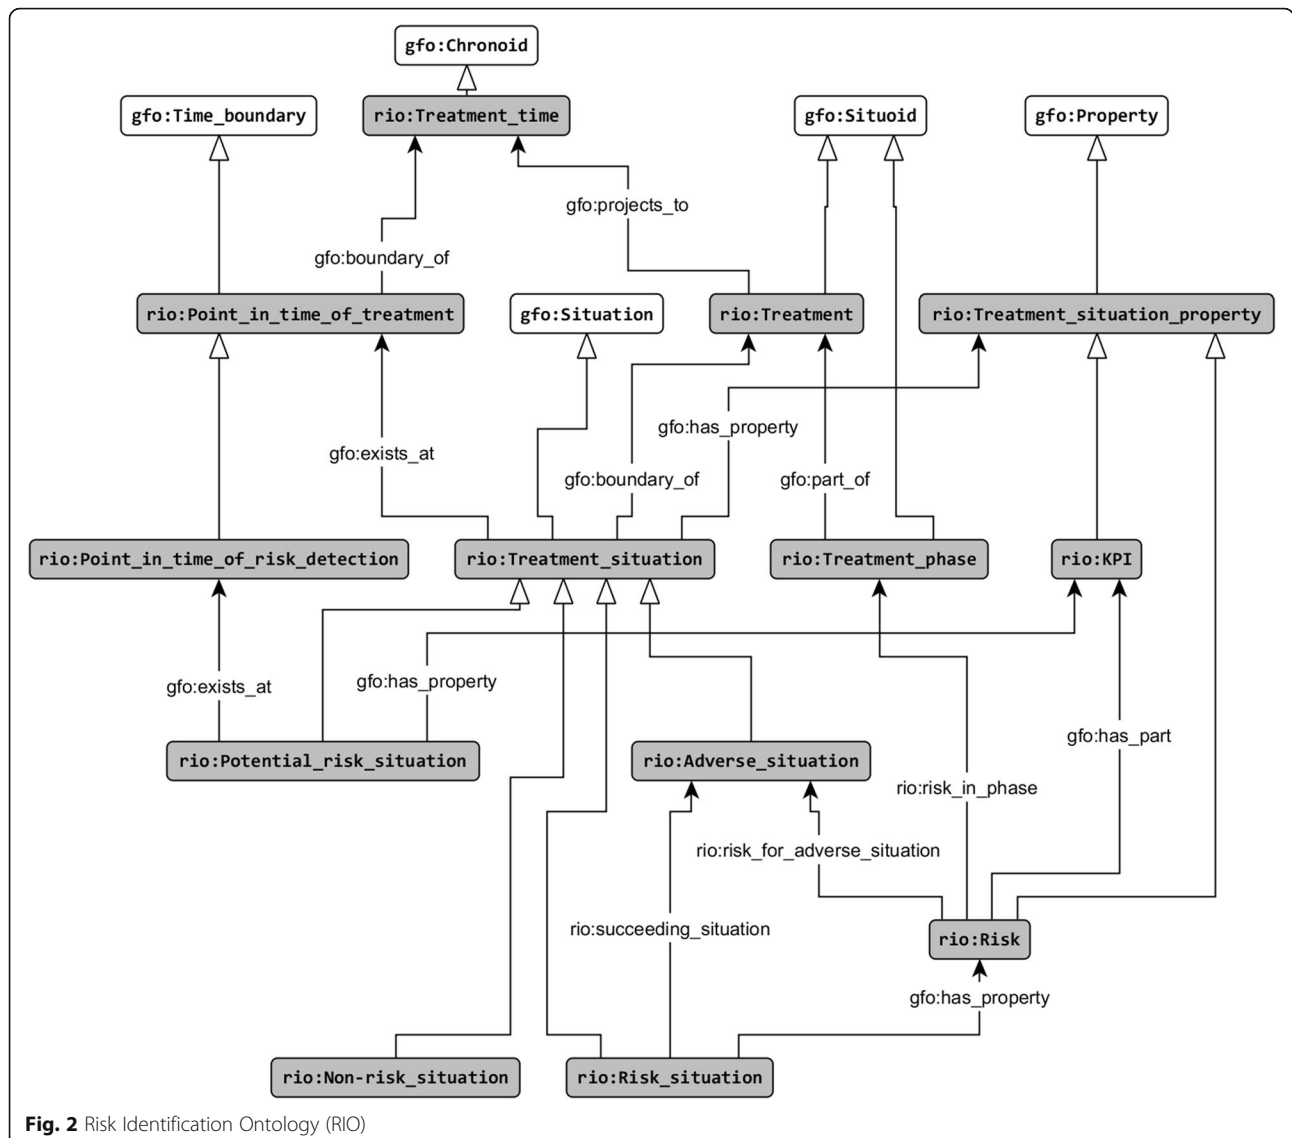 gfo:Chronoid
gfo:Time_boundary
rio:Treatment_time
gfo:Situoid
gfo:Property
gfo:projects_to
gfo:boundary_of
rio:Point_in_time_of_treatment
gfo:Situation
rio:Treatment
rio:Treatment_situation_property
gfo:has_property
gfo:exists_at
gfo:boundary_of
gfo:part_of
rio:Point_in_time_of_risk_detection
rio:Treatment_situation
rio:Treatment_phase
rio:KPI
gfo:exists_at
gfo:has_property
gfo:has_part
rio:Potential_risk_situation
rio:Adverse_situation
rio:risk_in_phase
rio:risk_for_adverse_situation
rio:succeeding_situation
rio:Risk
gfo:has_property
rio:Non-risk_situation
rio:Risk_situation
Fig. 2 Risk Identification Ontology (RIO)